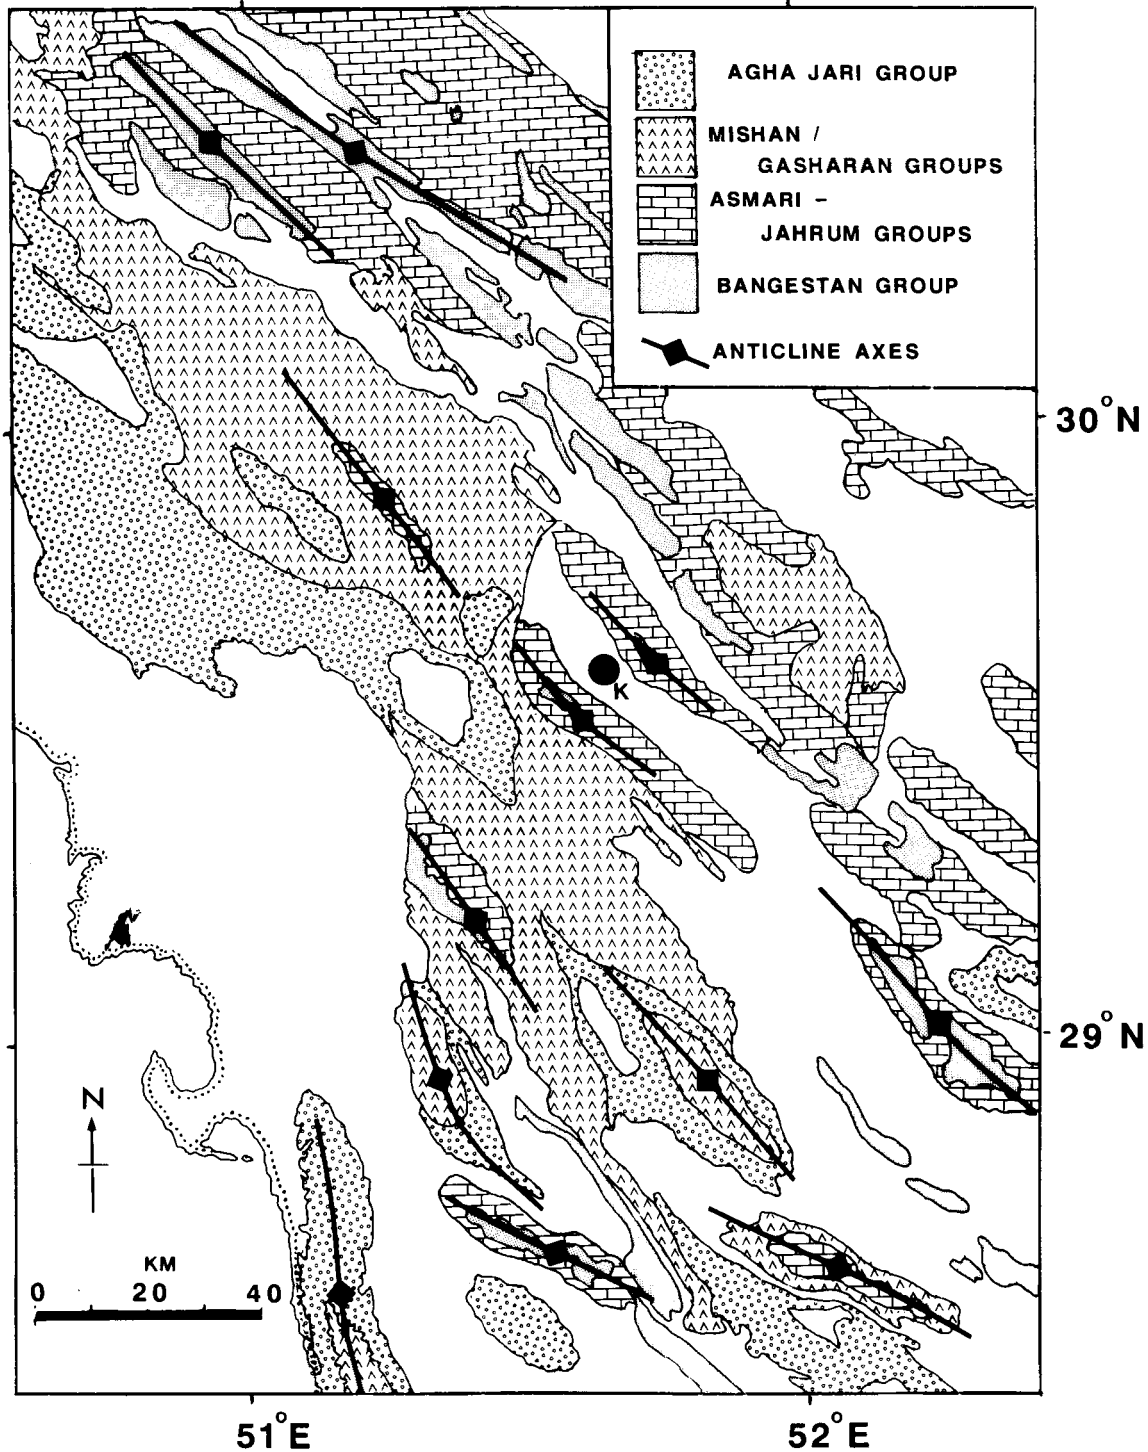 AGHA JARI GROUP
MISHAN /
GASHARAN GROUPS
ASMARI -
JAHRUM GROUPS
BANGESTAN GROUP
ANTICLINE AXES
30°N
K
29°N
N
KM
0 20 40
51°E
52°E